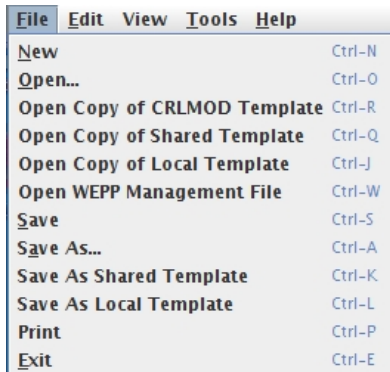 File Edit View Tools Help
New Ctrl-N
Open... Ctrl-O
Open Copy of CRLMOD Template Ctrl-R
Open Copy of Shared Template Ctrl-Q
Open Copy of Local Template Ctrl-J
Open WEPP Management File Ctrl-W
Save Ctrl-S
Save As... Ctrl-A
Save As Shared Template Ctrl-K
Save As Local Template Ctrl-L
Print Ctrl-P
Exit Ctrl-E